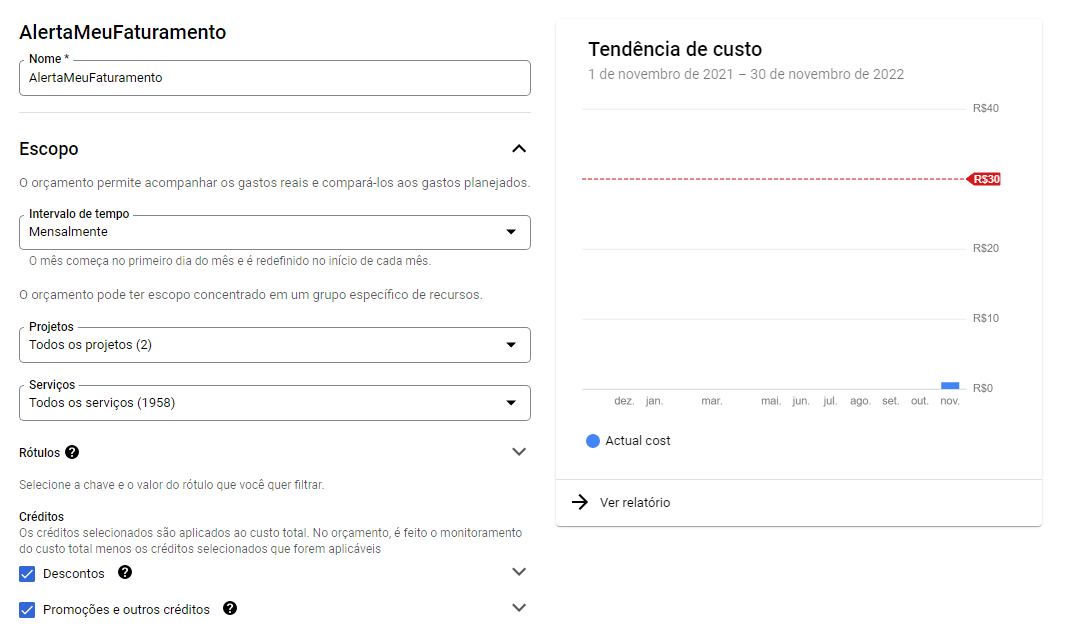 AlertaMeuFaturamento
Nome *
AlertaMeuFaturamento
Escopo
O orçamento permite acompanhar os gastos reais e compará-los aos gastos planejados.
Intervalo de tempo
Mensalmente
O mês começa no primeiro dia do mês e é redefinido no início de cada mês.
O orçamento pode ter escopo concentrado em um grupo específico de recursos.
Projetos
Todos os projetos (2)
Serviços
Todos os serviços (1958)
Rótulos ?
Selecione a chave e o valor do rótulo que você quer filtrar.
Créditos
Os créditos selecionados são aplicados ao custo total. No orçamento, é feito o monitoramento
do custo total menos os créditos selecionados que forem aplicáveis
Descontos ?
Promoções e outros créditos ?
Tendência de custo
1 de novembro de 2021 – 30 de novembro de 2022
R$40
R$30
R$20
R$10
R$0
dez. jan. mar. mai. jun. jul. ago. set. out. nov.
Actual cost
Ver relatório